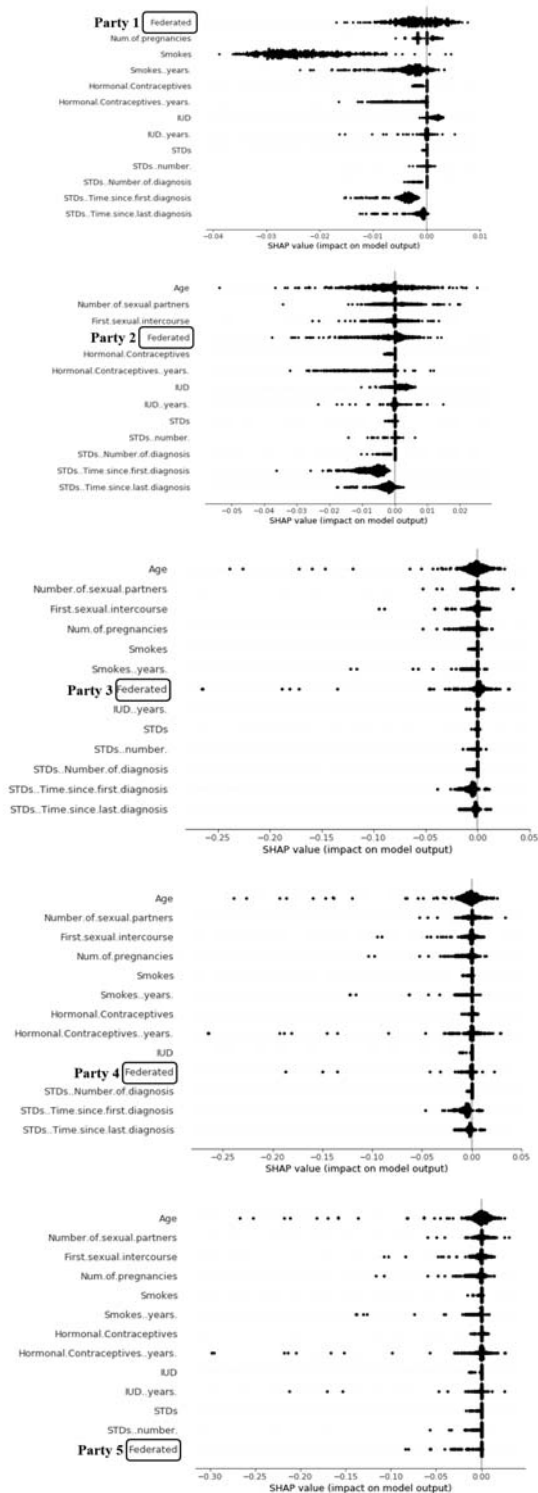 Party 1 Federated
Num.of.pregnancies
Smokes
Smokes..years.
Hormonal.Contraceptives
Hormonal.Contraceptives..years.
IUD
IUD..years.
STDs
STDs..number.
STDs..Number.of.diagnosis
STDs..Time.since.first.diagnosis
STDs..Time.since.last.diagnosis
−0.04 −0.03 −0.02 −0.01 0.00 0.01
SHAP value (impact on model output)
Age
Number.of.sexual.partners
First.sexual.intercourse
Party 2 Federated
Hormonal.Contraceptives
Hormonal.Contraceptives..years.
IUD
IUD..years.
STDs
STDs..number.
STDs..Number.of.diagnosis
STDs..Time.since.first.diagnosis
STDs..Time.since.last.diagnosis
−0.05 −0.04 −0.03 −0.02 −0.01 0.00 0.01 0.02
SHAP value (impact on model output)
Age
Number.of.sexual.partners
First.sexual.intercourse
Num.of.pregnancies
Smokes
Smokes..years.
Party 3 Federated
IUD..years.
STDs
STDs..number.
STDs..Number.of.diagnosis
STDs..Time.since.first.diagnosis
STDs..Time.since.last.diagnosis
−0.25 −0.20 −0.15 −0.10 −0.05 0.00 0.05
SHAP value (impact on model output)
Age
Number.of.sexual.partners
First.sexual.intercourse
Num.of.pregnancies
Smokes
Smokes..years.
Hormonal.Contraceptives
Hormonal.Contraceptives..years.
IUD
Party 4 Federated
STDs..Number.of.diagnosis
STDs..Time.since.first.diagnosis
STDs..Time.since.last.diagnosis
−0.25 −0.20 −0.15 −0.10 −0.05 0.00 0.05
SHAP value (impact on model output)
Age
Number.of.sexual.partners
First.sexual.intercourse
Num.of.pregnancies
Smokes
Smokes..years.
Hormonal.Contraceptives
Hormonal.Contraceptives..years.
IUD
IUD..years.
STDs
STDs..number.
Party 5 Federated
−0.30 −0.25 −0.20 −0.15 −0.10 −0.05 0.00
SHAP value (impact on model output)